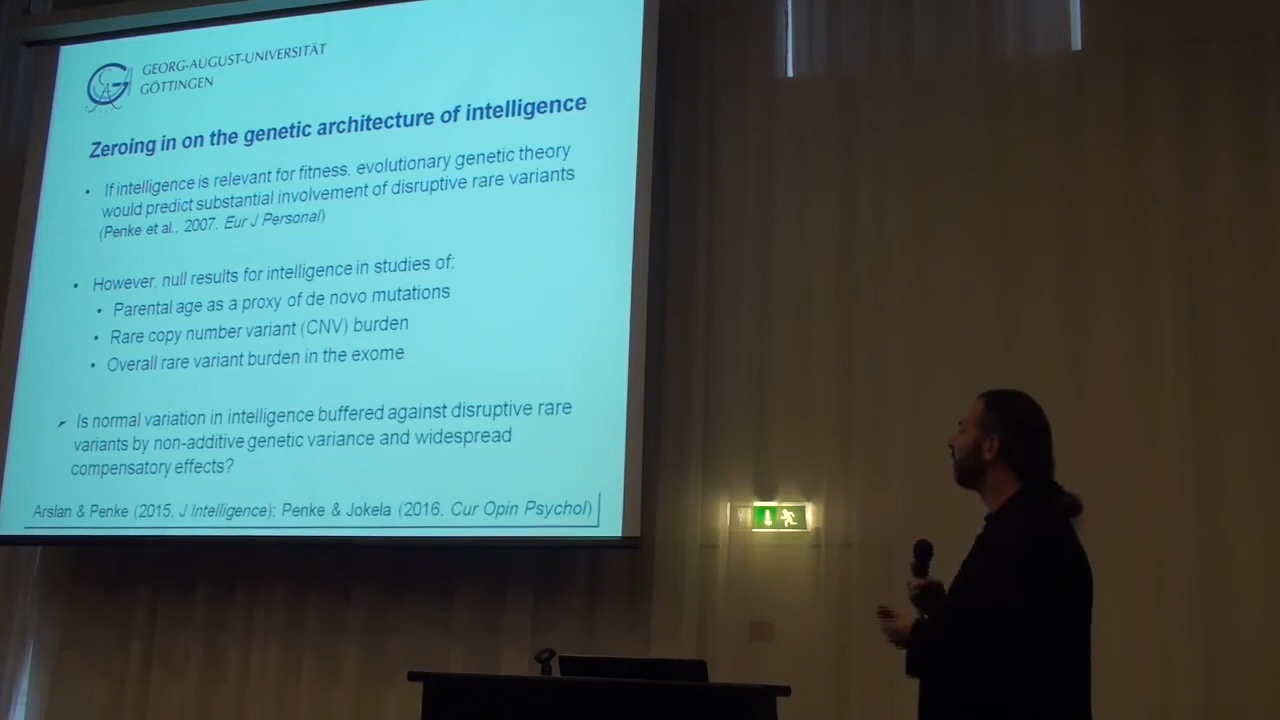 GEORG-AUGUST-UNIVERSITÄT
GÖTTINGEN
Zeroing in on the genetic architecture of intelligence
• If intelligence is relevant for fitness, evolutionary genetic theory
would predict substantial involvement of disruptive rare variants
(Penke et al., 2007, Eur J Personal)
• However, null results for intelligence in studies of:
• Parental age as a proxy of de novo mutations
• Rare copy number variant (CNV) burden
• Overall rare variant burden in the exome
➢ Is normal variation in intelligence buffered against disruptive rare
variants by non-additive genetic variance and widespread
compensatory effects?
Arslan & Penke (2015, J Intelligence); Penke & Jokela (2016, Cur Opin Psychol)